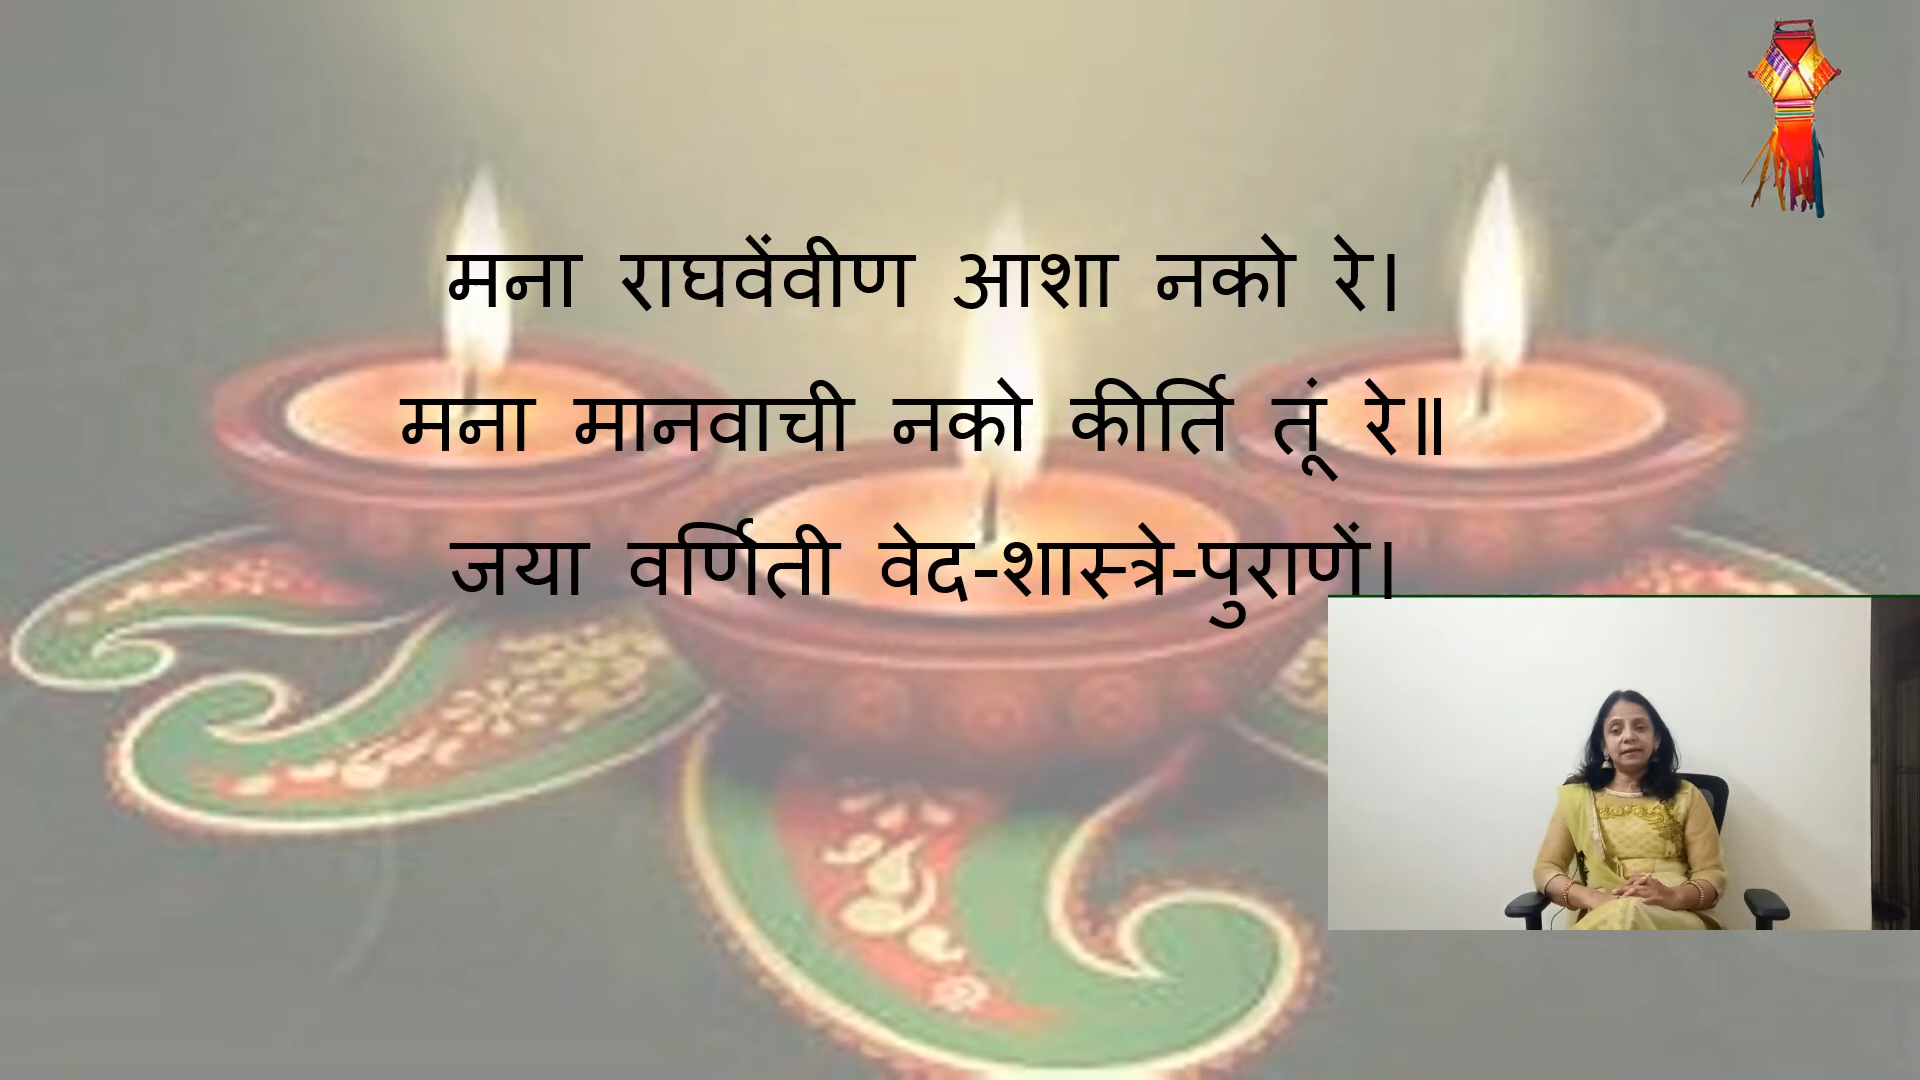 मना राघवेंवीण आशा नको रे।
मना मानवाची नको कीर्ति तूं रे॥
जया वर्णिती वेद-शास्त्रे-पुराणें।